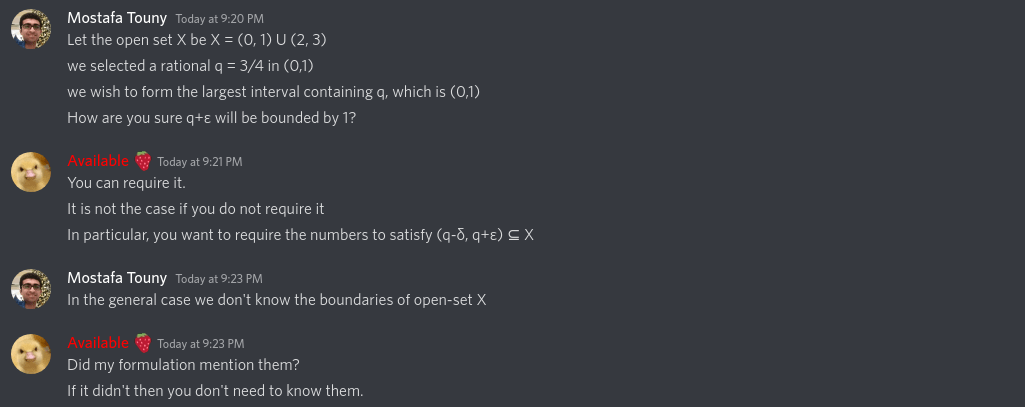 Mostafa Touny Today at 9:20 PM
Let the open set X be X = (0, 1) U (2, 3)
we selected a rational q = 3/4 in (0,1)
we wish to form the largest interval containing q, which is (0,1)
How are you sure q+ε will be bounded by 1?
Available 🍓 Today at 9:21 PM
You can require it.
It is not the case if you do not require it
In particular, you want to require the numbers to satisfy (q-δ, q+ε) ⊆ X
Mostafa Touny Today at 9:23 PM
In the general case we don't know the boundaries of open-set X
Available 🍓 Today at 9:23 PM
Did my formulation mention them?
If it didn't then you don't need to know them.